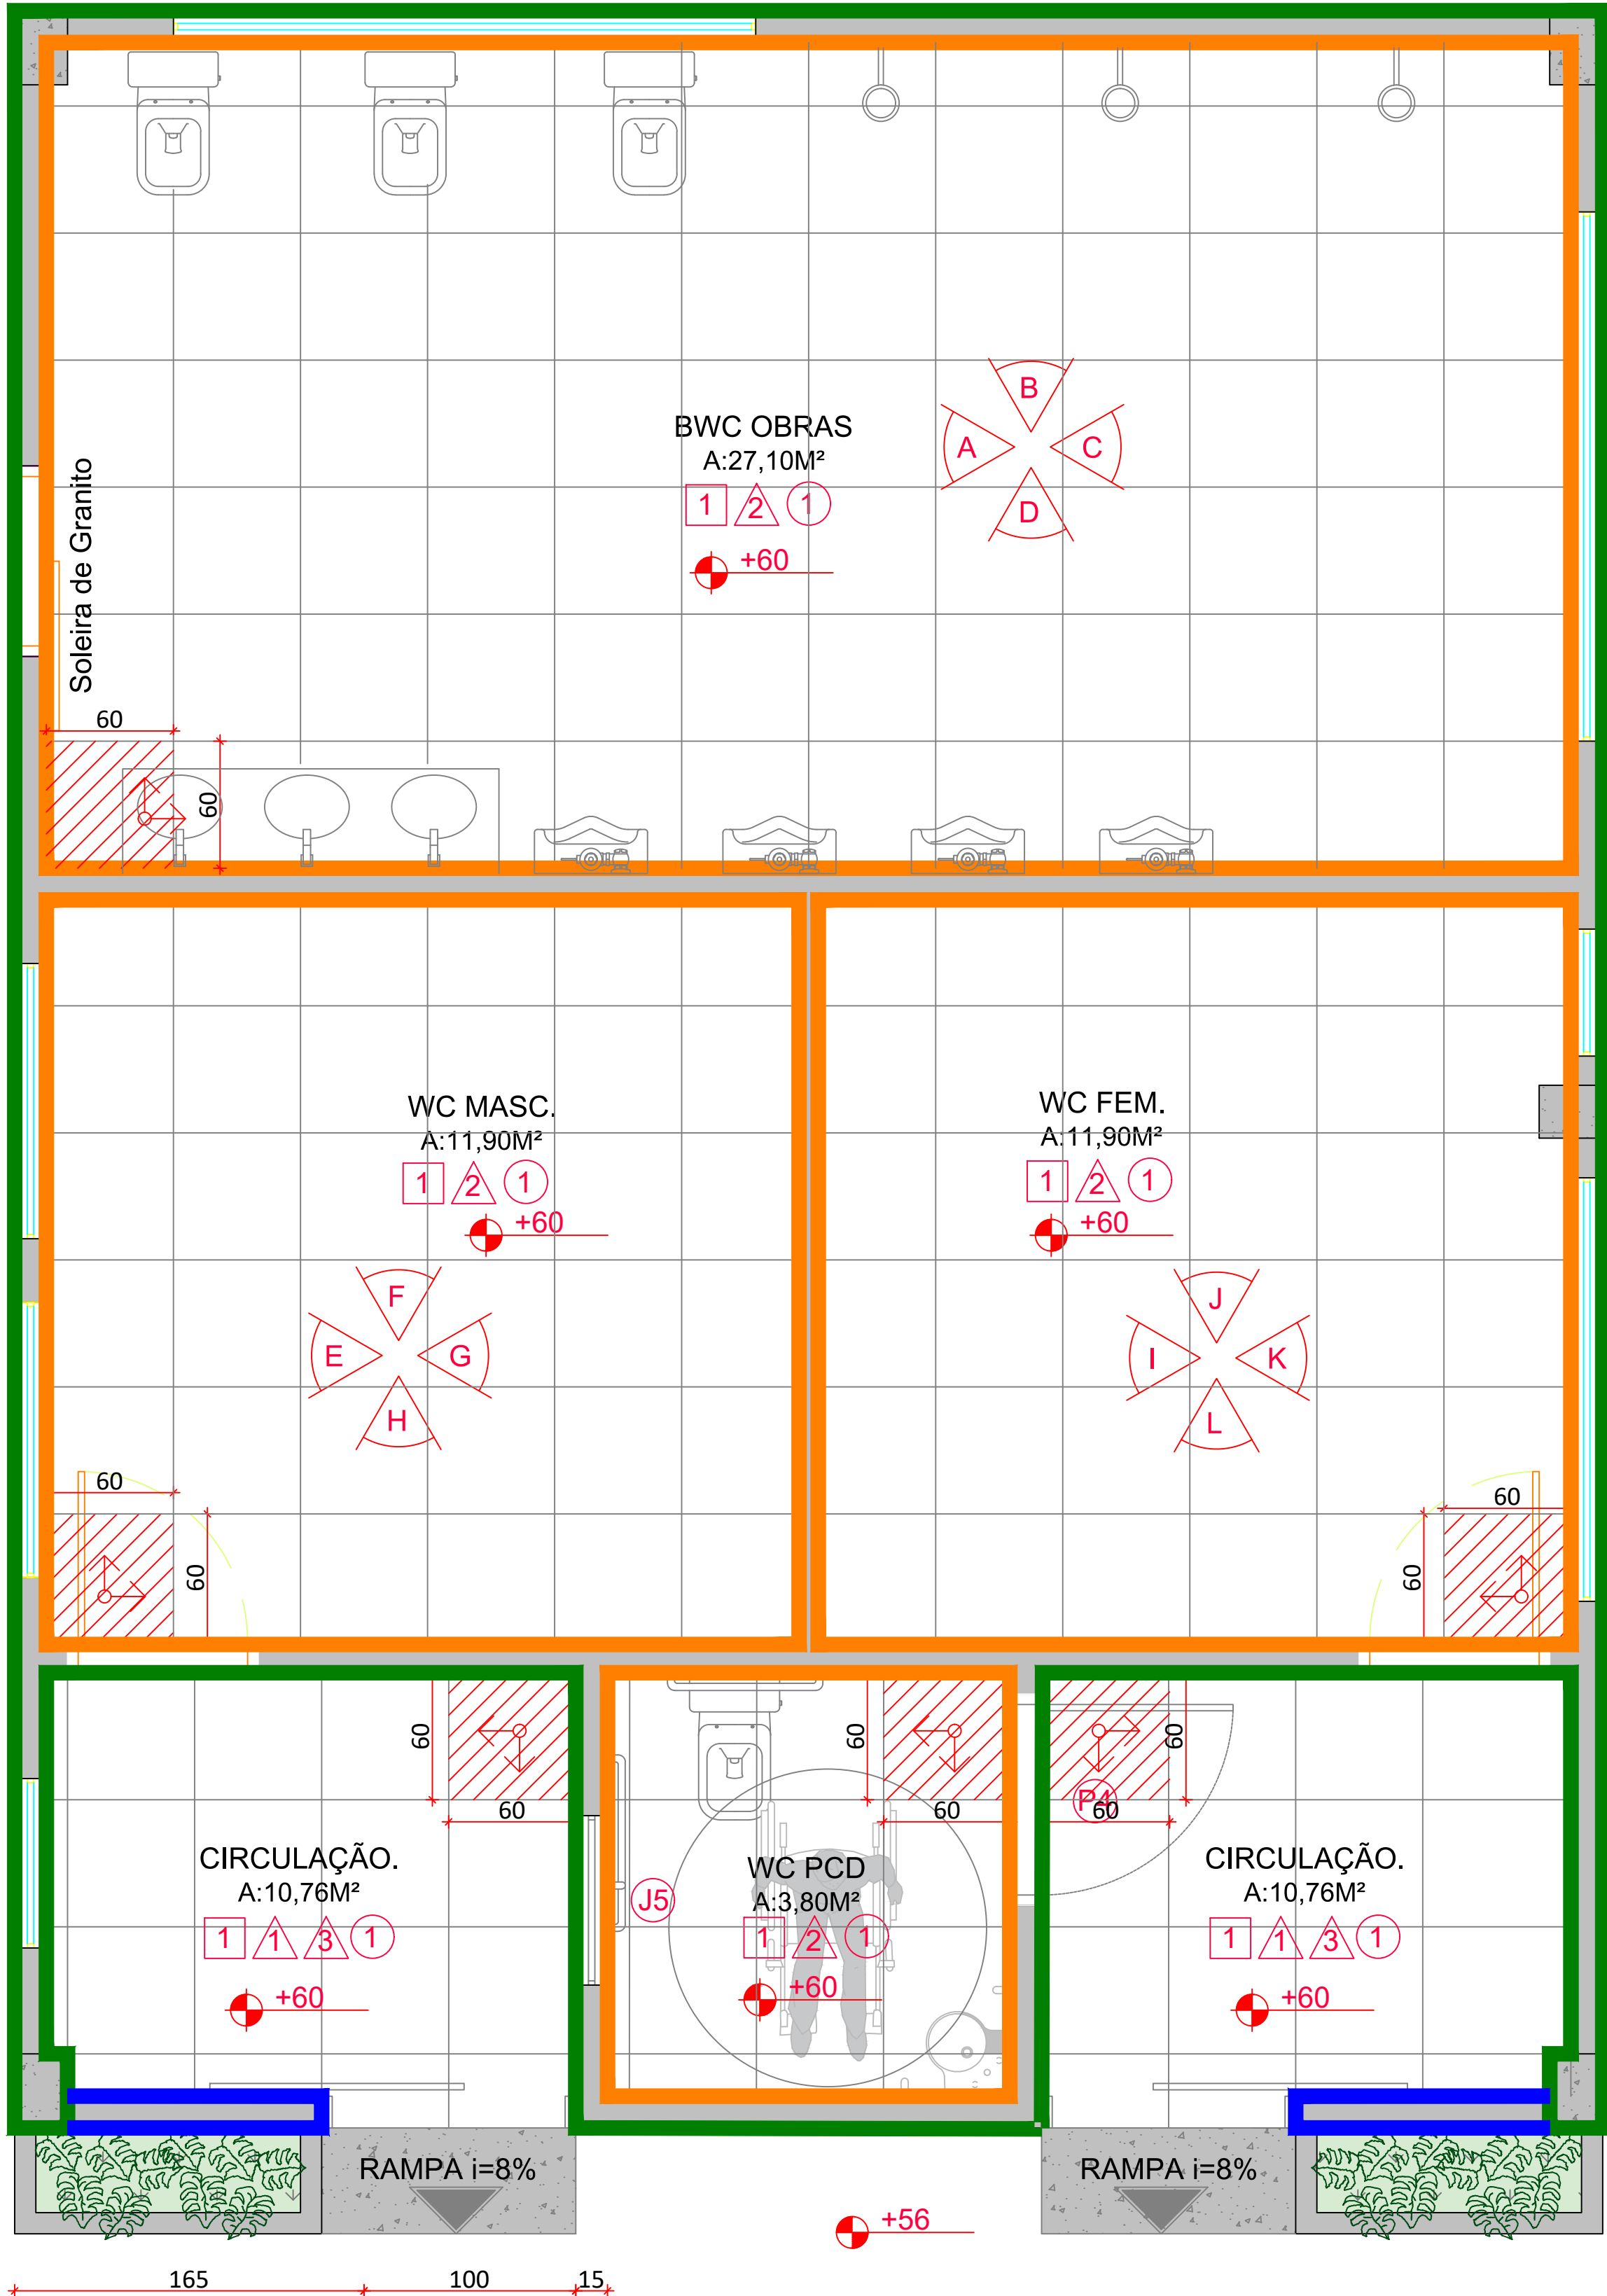 BWC OBRAS
A:27,10M²
1 2 1
+60
A
B
C
D
Soleira de Granito
60
60
WC MASC.
A:11,90M²
1 2 1
+60
E
F
G
H
60
60
WC FEM.
A:11,90M²
1 2 1
+60
I
J
K
L
60
60
CIRCULAÇÃO.
A:10,76M²
1 1 3 1
+60
60
60
WC PCD
A:3,80M²
1 2 1
+60
J5
60
60
CIRCULAÇÃO.
A:10,76M²
1 1 3 1
+60
P4
60
60
RAMPA i=8%
RAMPA i=8%
+56
165
100
15